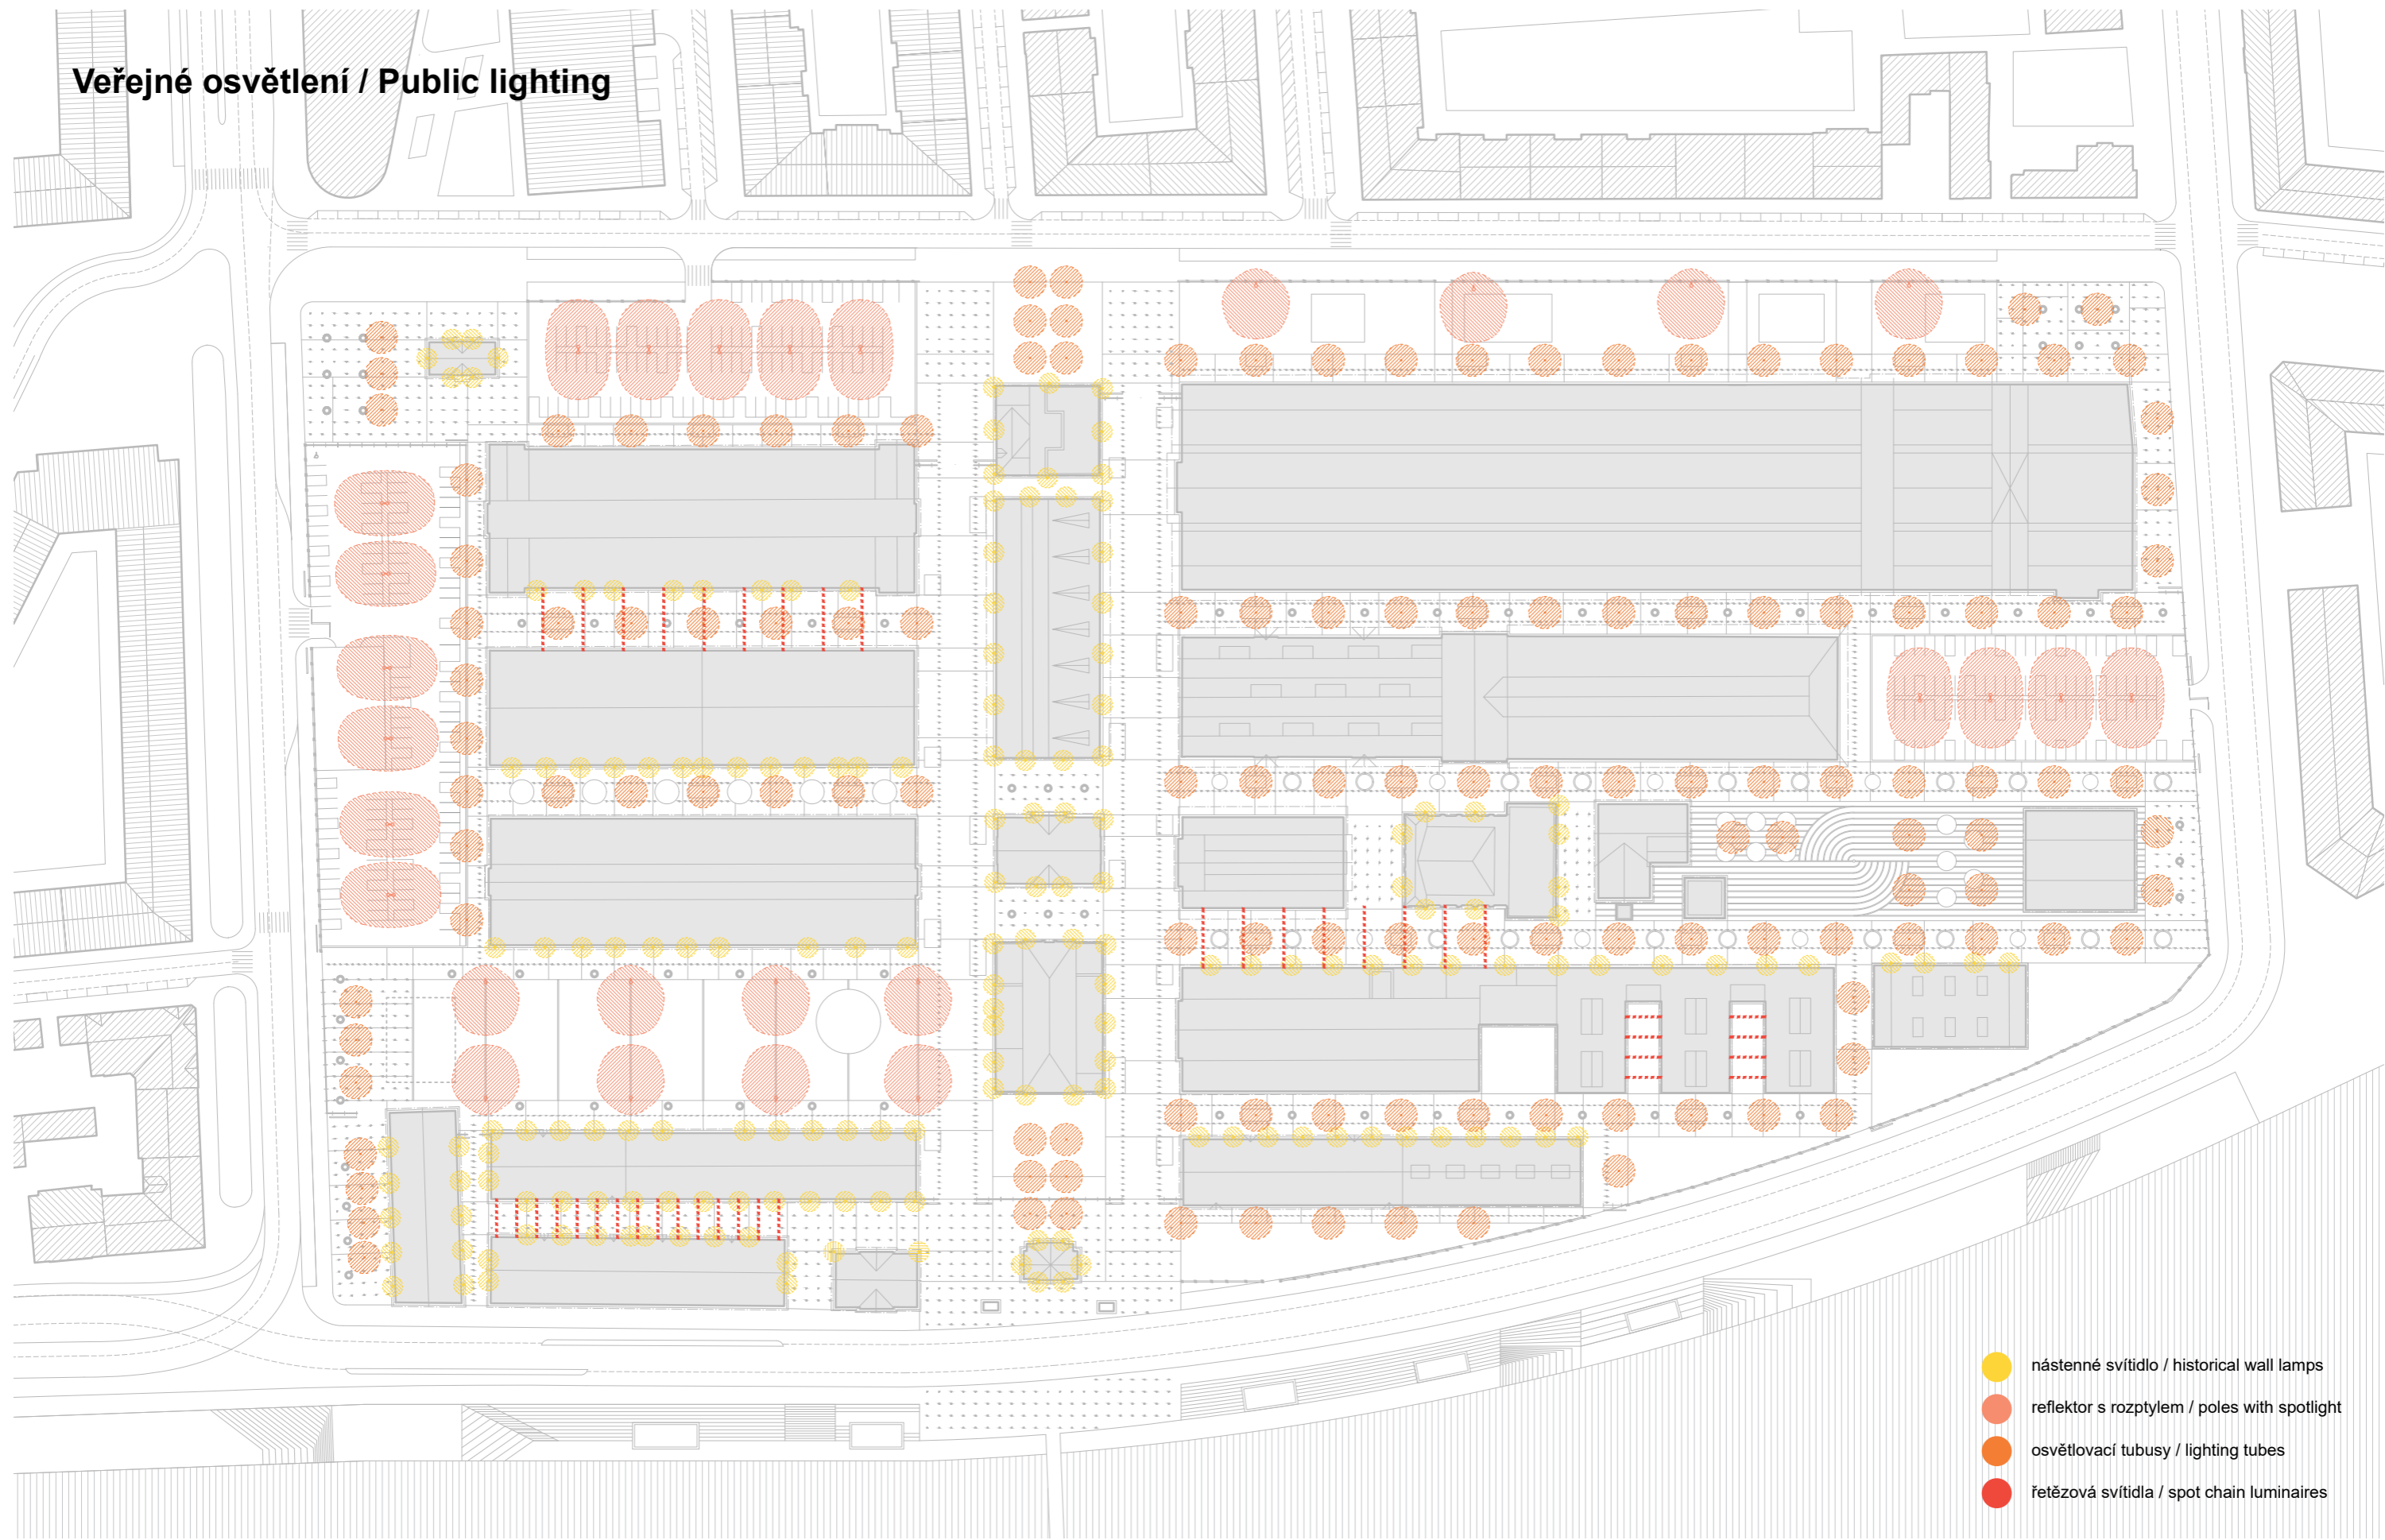 Veřejné osvětlení / Public lighting
nástenné svítidlo / historical wall lamps
reflektor s rozptylem / poles with spotlight
osvětlovací tubusy / lighting tubes
řetězová svítidla / spot chain luminaires